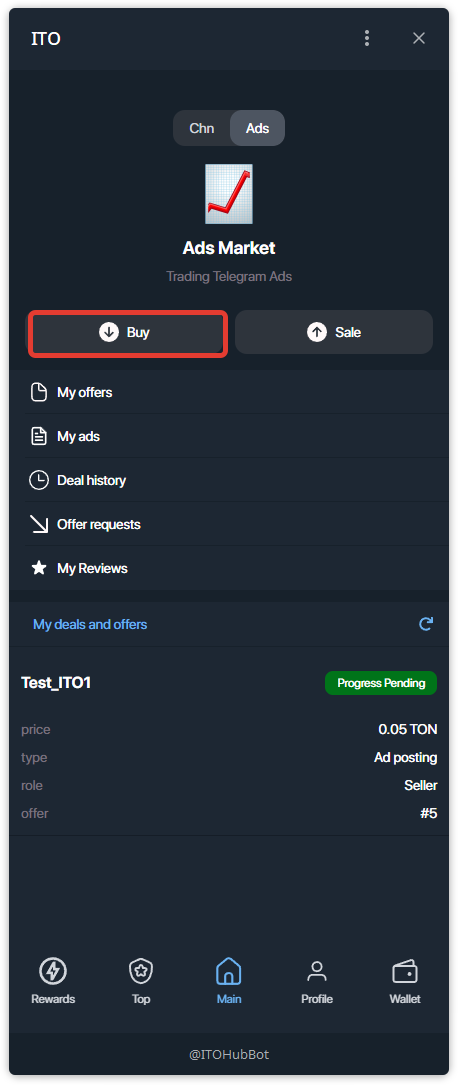 ITO
Chn Ads
Ads Market
Trading Telegram Ads
Buy Sale
My offers
My ads
Deal history
Offer requests
My Reviews
My deals and offers
Test_ITO1 Progress Pending
price 0.05 TON
type Ad posting
role Seller
offer #5
Rewards Top Main Profile Wallet
@ITOHubBot